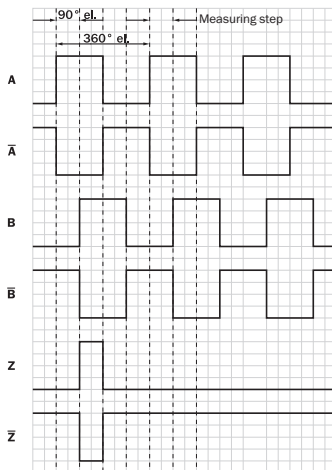 90° el. Measuring step
360° el.
A
A̅
B
B̅
Z
Z̅